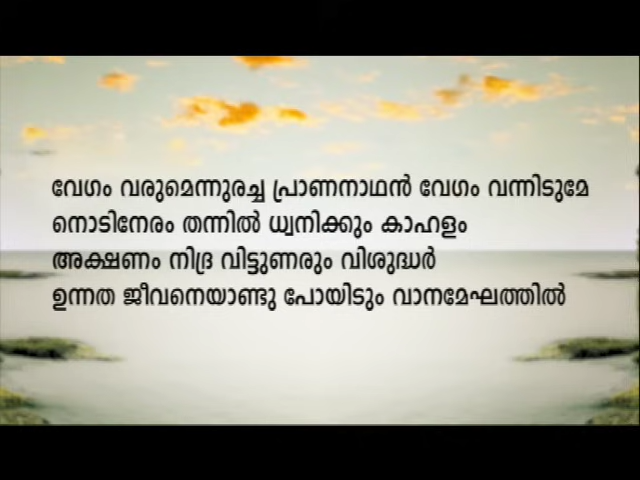 വേഗം വരുമെന്നുരച്ച പ്രാണനാഥൻ വേഗം വന്നിടുമേ
നൊടിനേരം തന്നിൽ ധ്വനിക്കും കാഹളം
അക്ഷണം നിദ്ര വിട്ടുണരും വിശുദ്ധർ
ഉന്നത ജീവനെയാണ്ടു പോയിടും വാനമേഘത്തിൽ